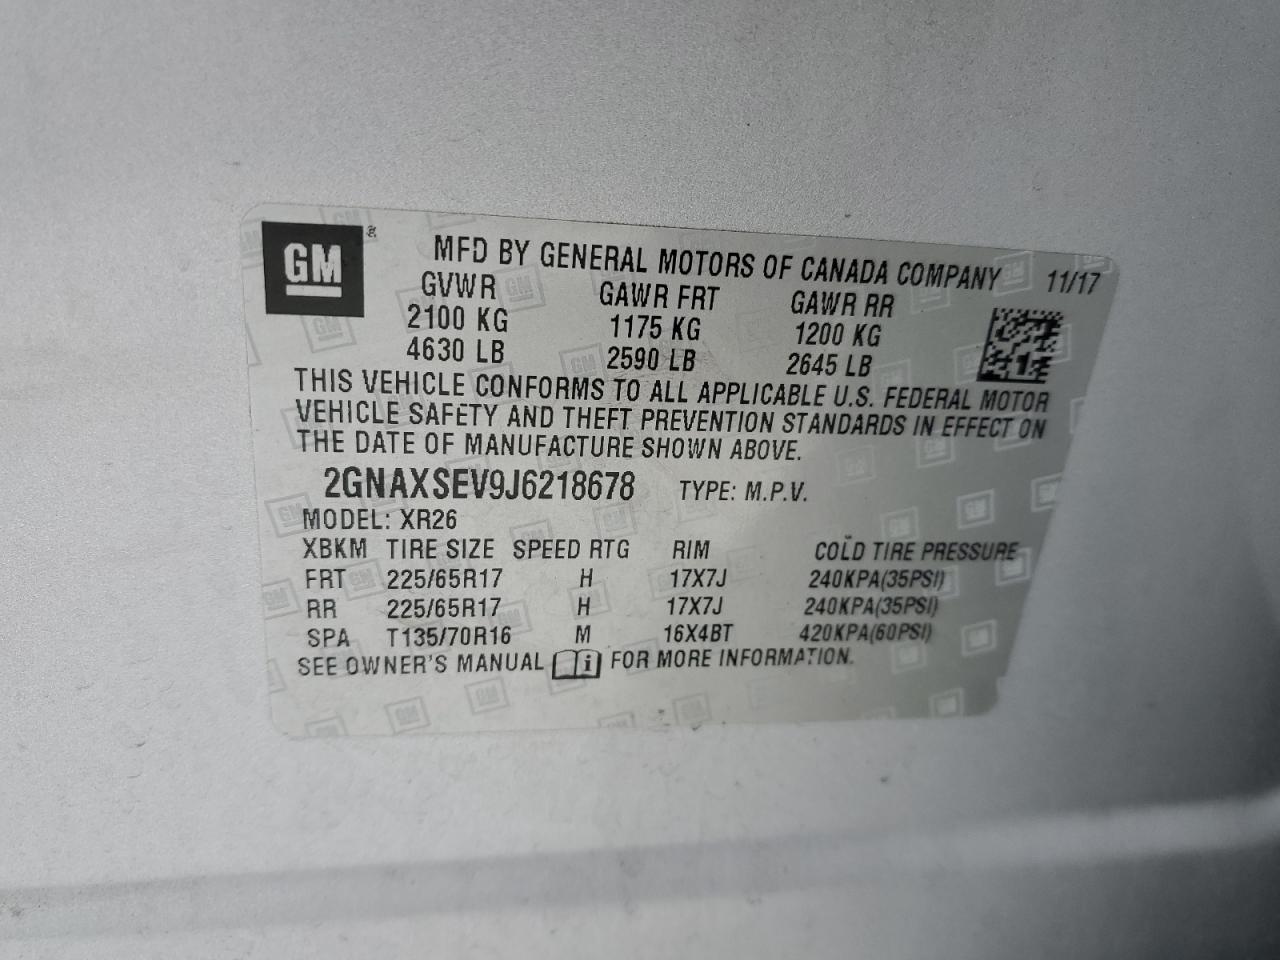 GM ® MFD BY GENERAL MOTORS OF CANADA COMPANY 11/17
GVWR GAWR FRT GAWR RR
2100 KG 1175 KG 1200 KG
4630 LB 2590 LB 2645 LB
THIS VEHICLE CONFORMS TO ALL APPLICABLE U.S. FEDERAL MOTOR
VEHICLE SAFETY AND THEFT PREVENTION STANDARDS IN EFFECT ON
THE DATE OF MANUFACTURE SHOWN ABOVE.
2GNAXSEV9J6218678 TYPE: M.P.V.
MODEL: XR26
XBKM TIRE SIZE SPEED RTG RIM COLD TIRE PRESSURE
FRT 225/65R17 H 17X7J 240KPA(35PSI)
RR 225/65R17 H 17X7J 240KPA(35PSI)
SPA T135/70R16 M 16X4BT 420KPA(60PSI)
SEE OWNER'S MANUAL i FOR MORE INFORMATION.